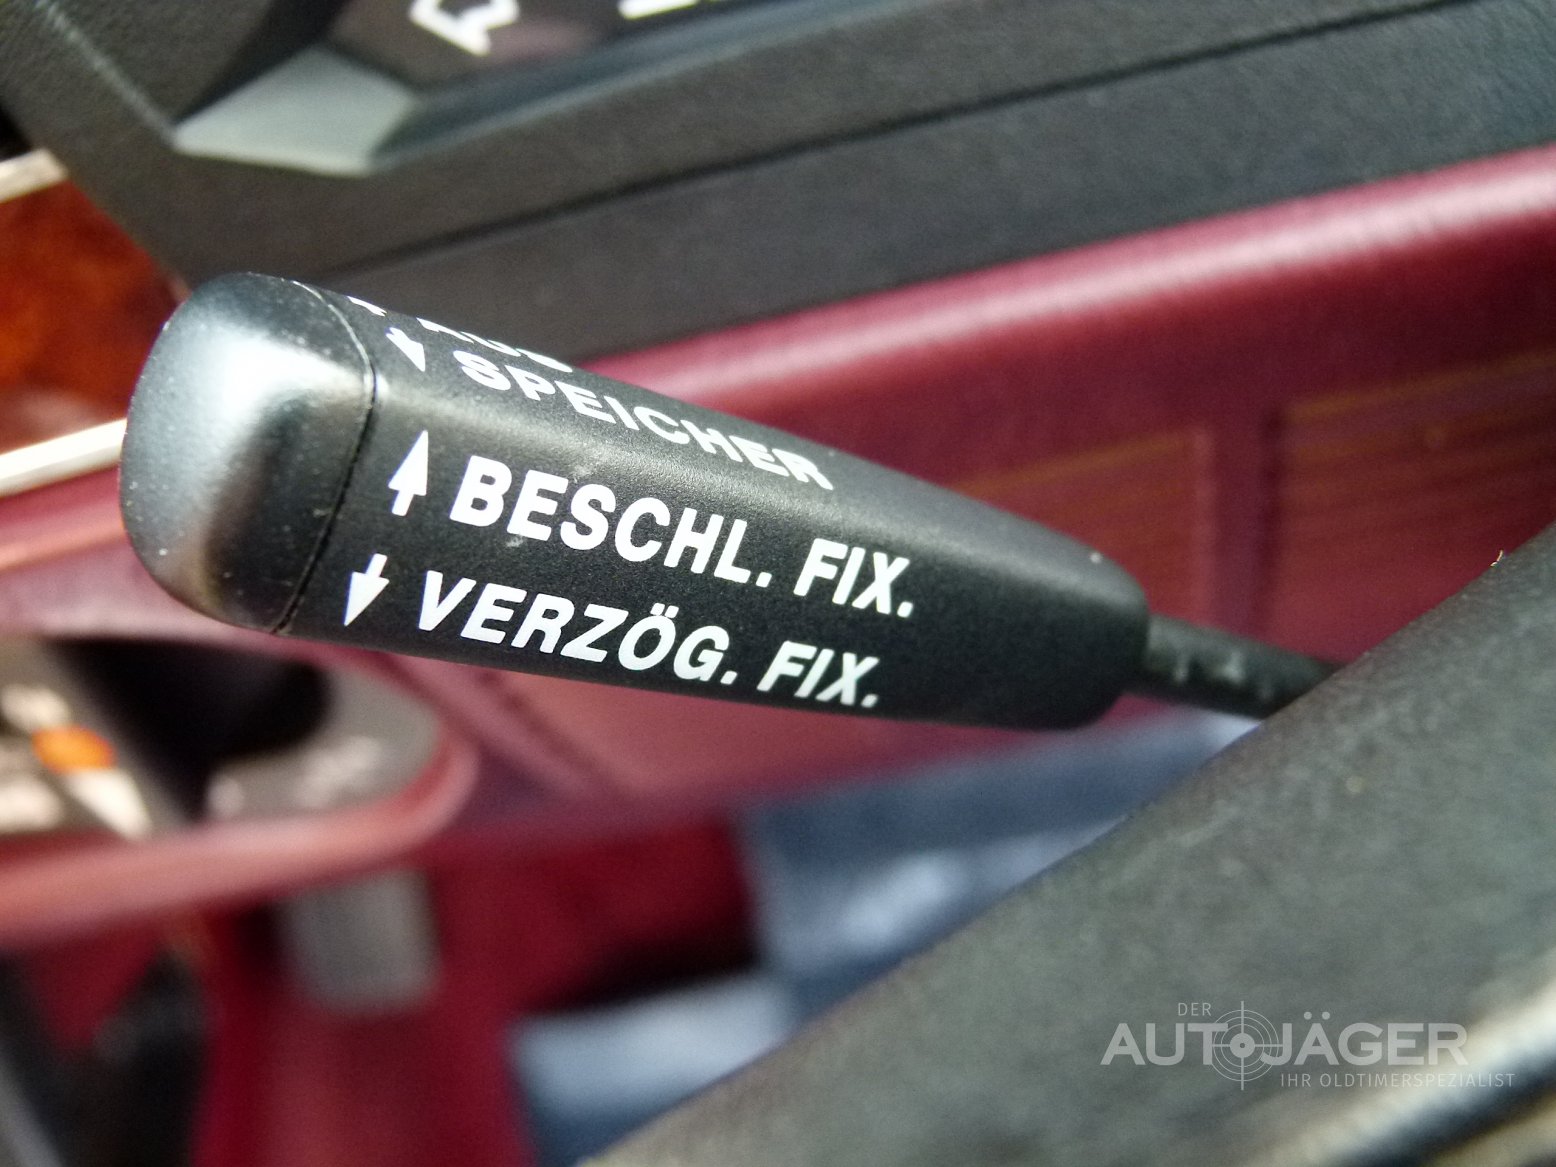 SPEICHER
BESCHL. FIX.
VERZÖG. FIX.
DER
AUTOJÄGER
IHR OLDTIMERSPEZIALIST